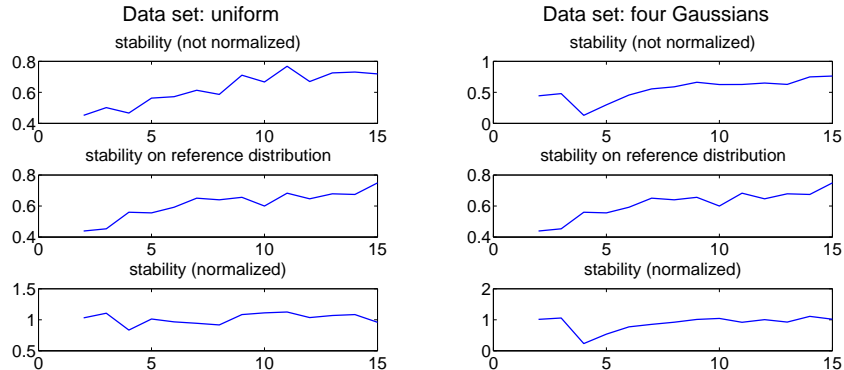 Data set: uniform
stability (not normalized)
0.8
0.6
0.4
0 5 10 15
stability on reference distribution
0.8
0.6
0.4
0 5 10 15
stability (normalized)
1.5
1
0.5
0 5 10 15
Data set: four Gaussians
stability (not normalized)
1
0.5
0
0 5 10 15
stability on reference distribution
0.8
0.6
0.4
0 5 10 15
stability (normalized)
2
1
0
0 5 10 15